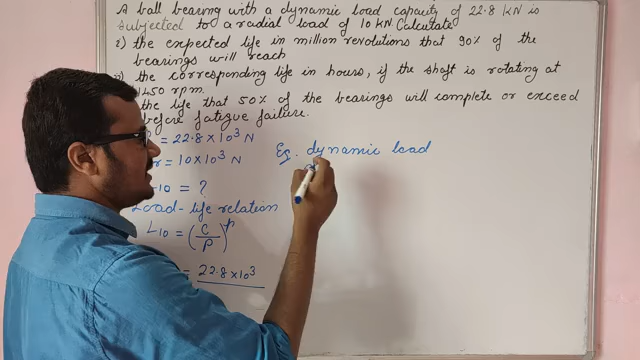 A ball bearing with a dynamic load capacity of 22.8 kN is
subjected to a radial load of 10 kN. Calculate
i) the expected life in million revolutions that 90% of the
bearings will reach
the corresponding life in hours, if the shaft is rotating at
1450 rpm.
the life that 50% of the bearings will complete or exceed
before fatigue failure.
= 22.8 × 10³ N
Eq. dynamic load
r = 10 × 10³ N
L10 = ?
Load-life relation
L10 = (C/P)^p
= 22.8 × 10³